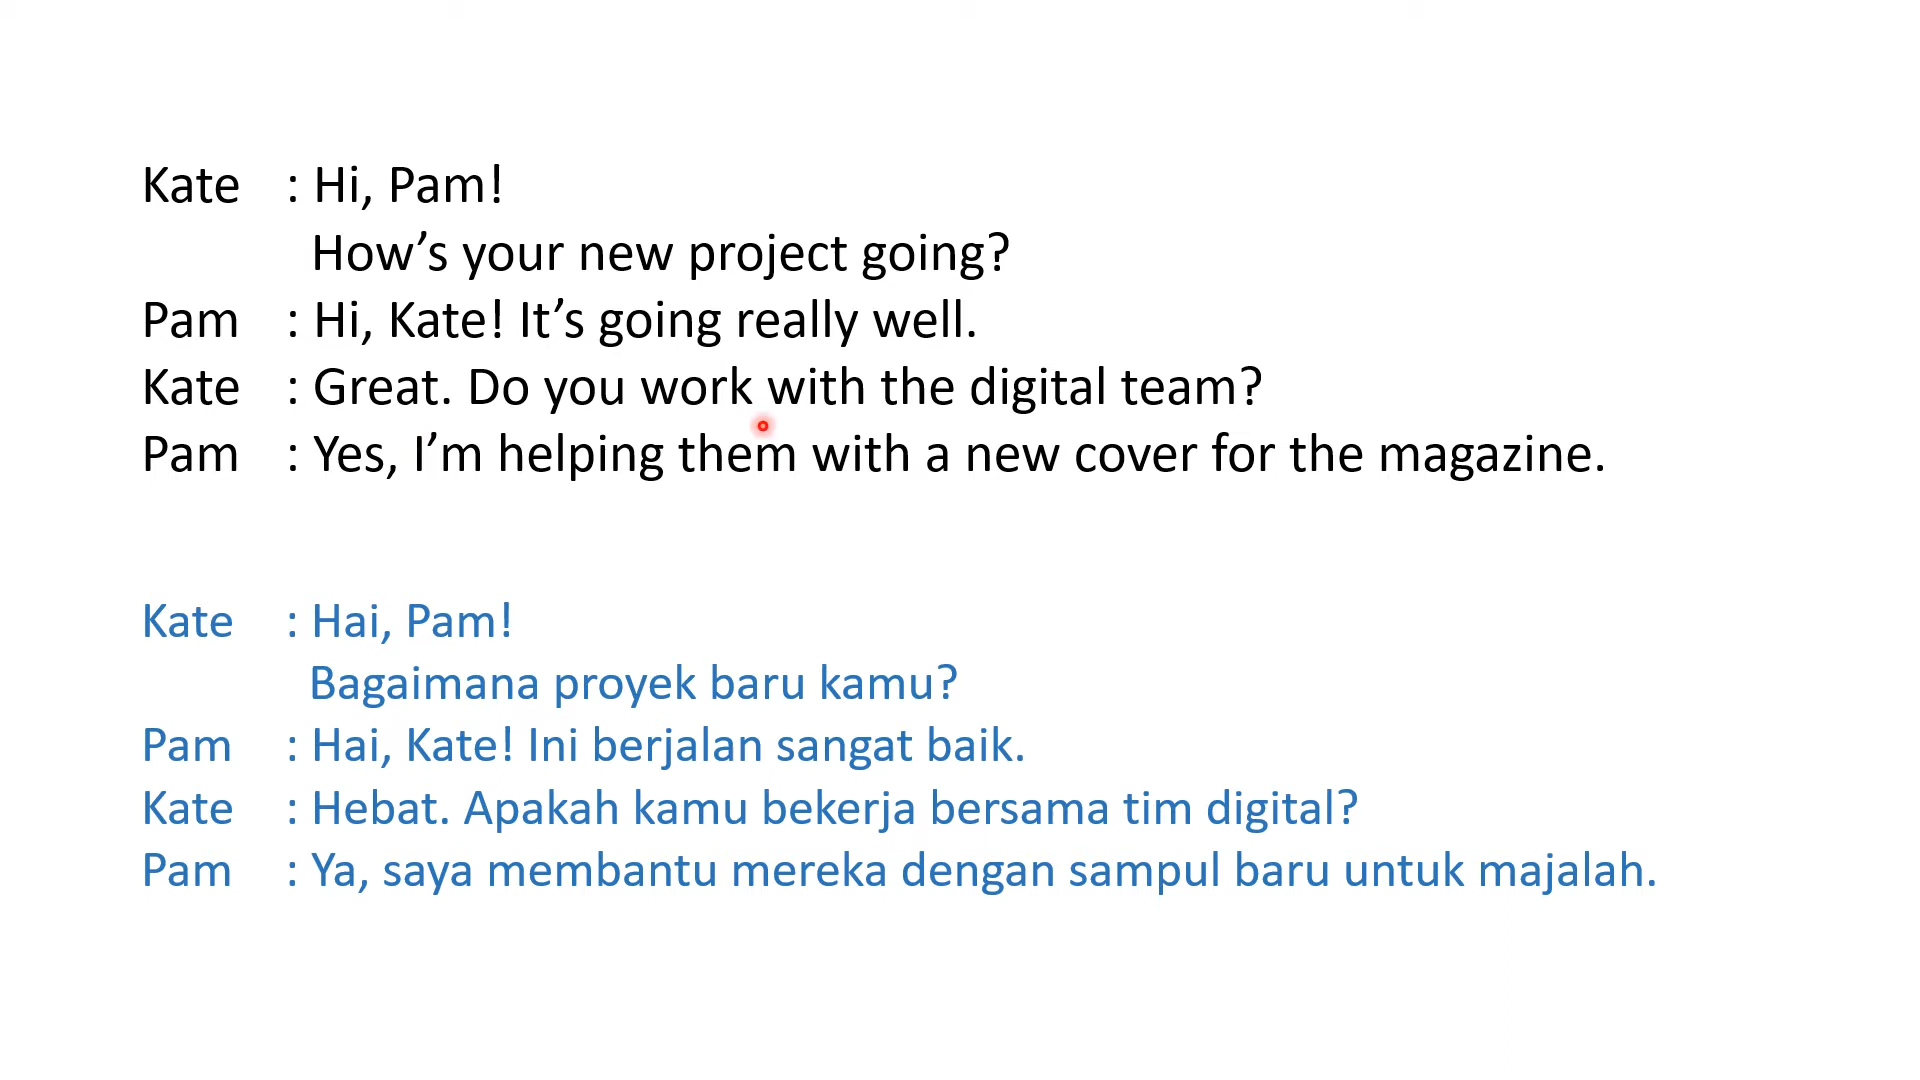 Kate : Hi, Pam!
How’s your new project going?
Pam : Hi, Kate! It’s going really well.
Kate : Great. Do you work with the digital team?
Pam : Yes, I’m helping them with a new cover for the magazine.
Kate : Hai, Pam!
Bagaimana proyek baru kamu?
Pam : Hai, Kate! Ini berjalan sangat baik.
Kate : Hebat. Apakah kamu bekerja bersama tim digital?
Pam : Ya, saya membantu mereka dengan sampul baru untuk majalah.